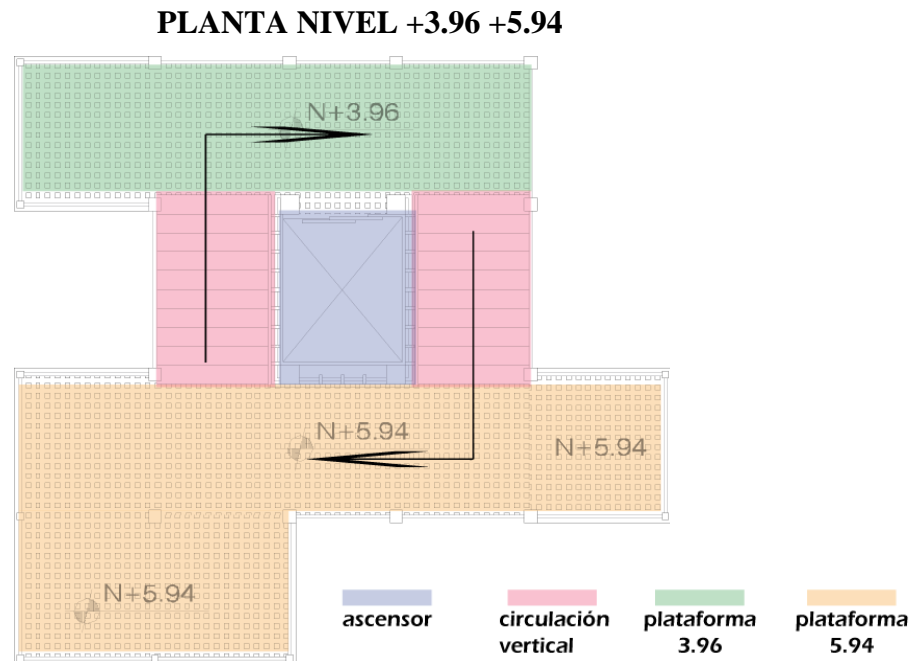 PLANTA NIVEL +3.96 +5.94
N+3.96
N+5.94
N+5.94
N+5.94
ascensor
circulación
vertical
plataforma
3.96
plataforma
5.94